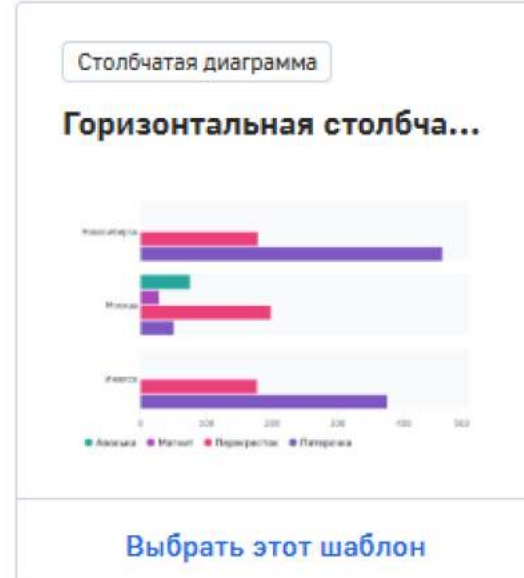 Столбчатая диаграмма
Горизонтальная столбча...
Новосибирск
Москва
Ижевск
0 100 200 300 400 500
Авоська Магнит Перекресток Пятерочка
Выбрать этот шаблон